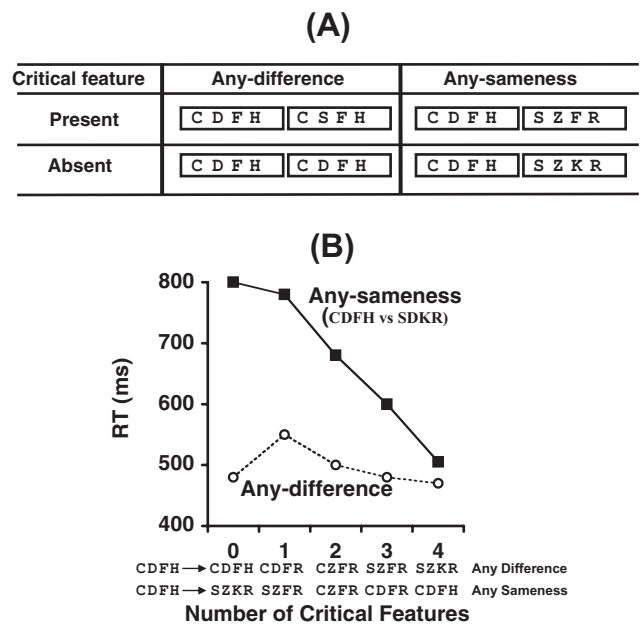 (A)
Critical feature Any-difference Any-sameness
Present C D F H C S F H C D F H S Z F R
Absent C D F H C D F H C D F H S Z K R
(B)
800
Any-sameness
(CDFH vs SDKR)
700
RT (ms)
600
500
Any-difference
400
0 1 2 3 4
CDFH→CDFH CDFR CZFR SZFR SZKR Any Difference
CDFH→SZKR SZFR CZFR CDFR CDFH Any Sameness
Number of Critical Features